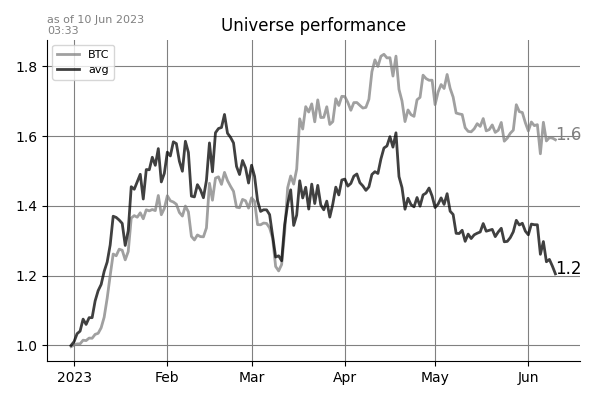 as of 10 Jun 2023
03:33
Universe performance
BTC
avg
1.8
1.6
1.4
1.2
1.0
1.6
1.2
2023
Feb
Mar
Apr
May
Jun